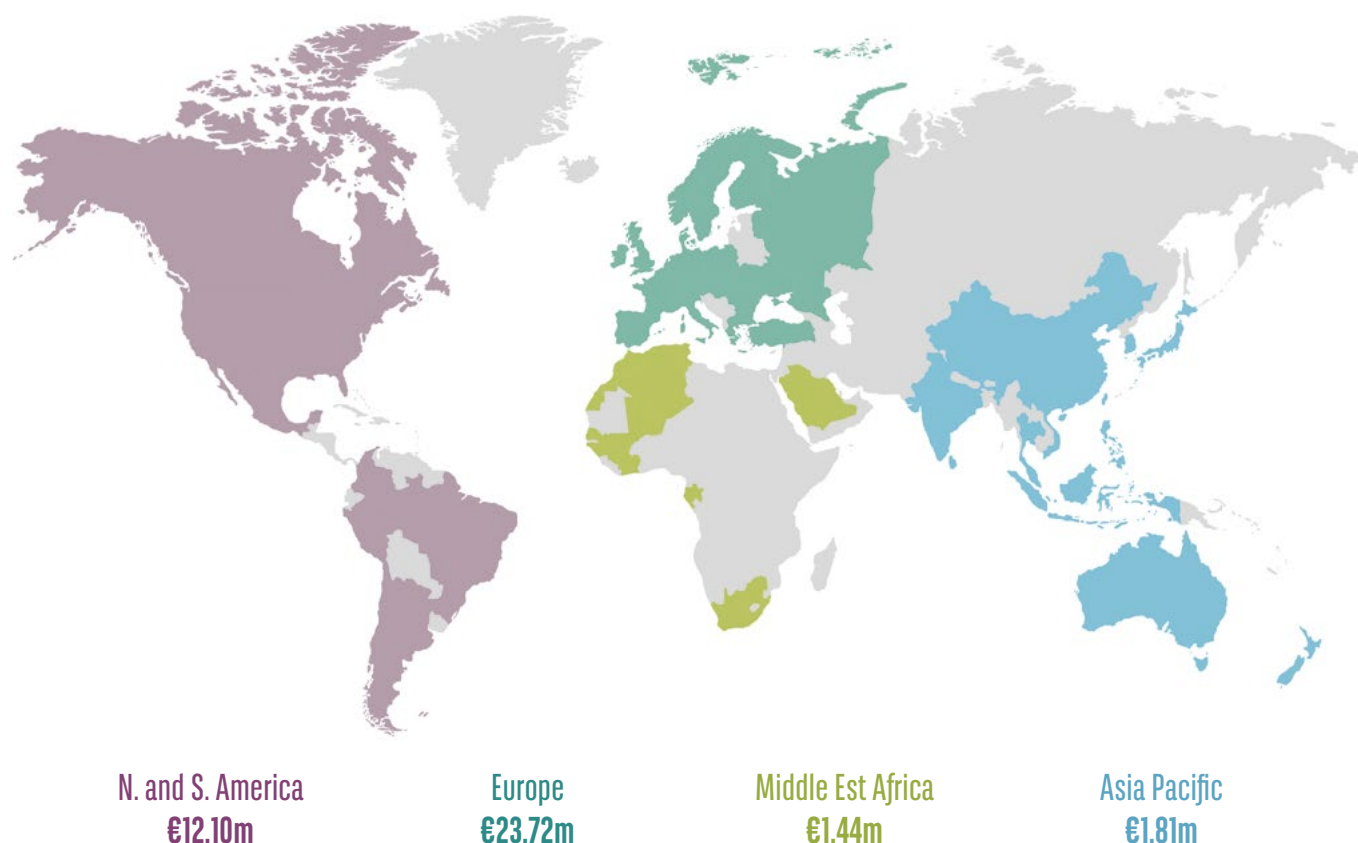 N. and S. America
€12.10m
Europe
€23.72m
Middle Est Africa
€1.44m
Asia Pacific
€1.81m